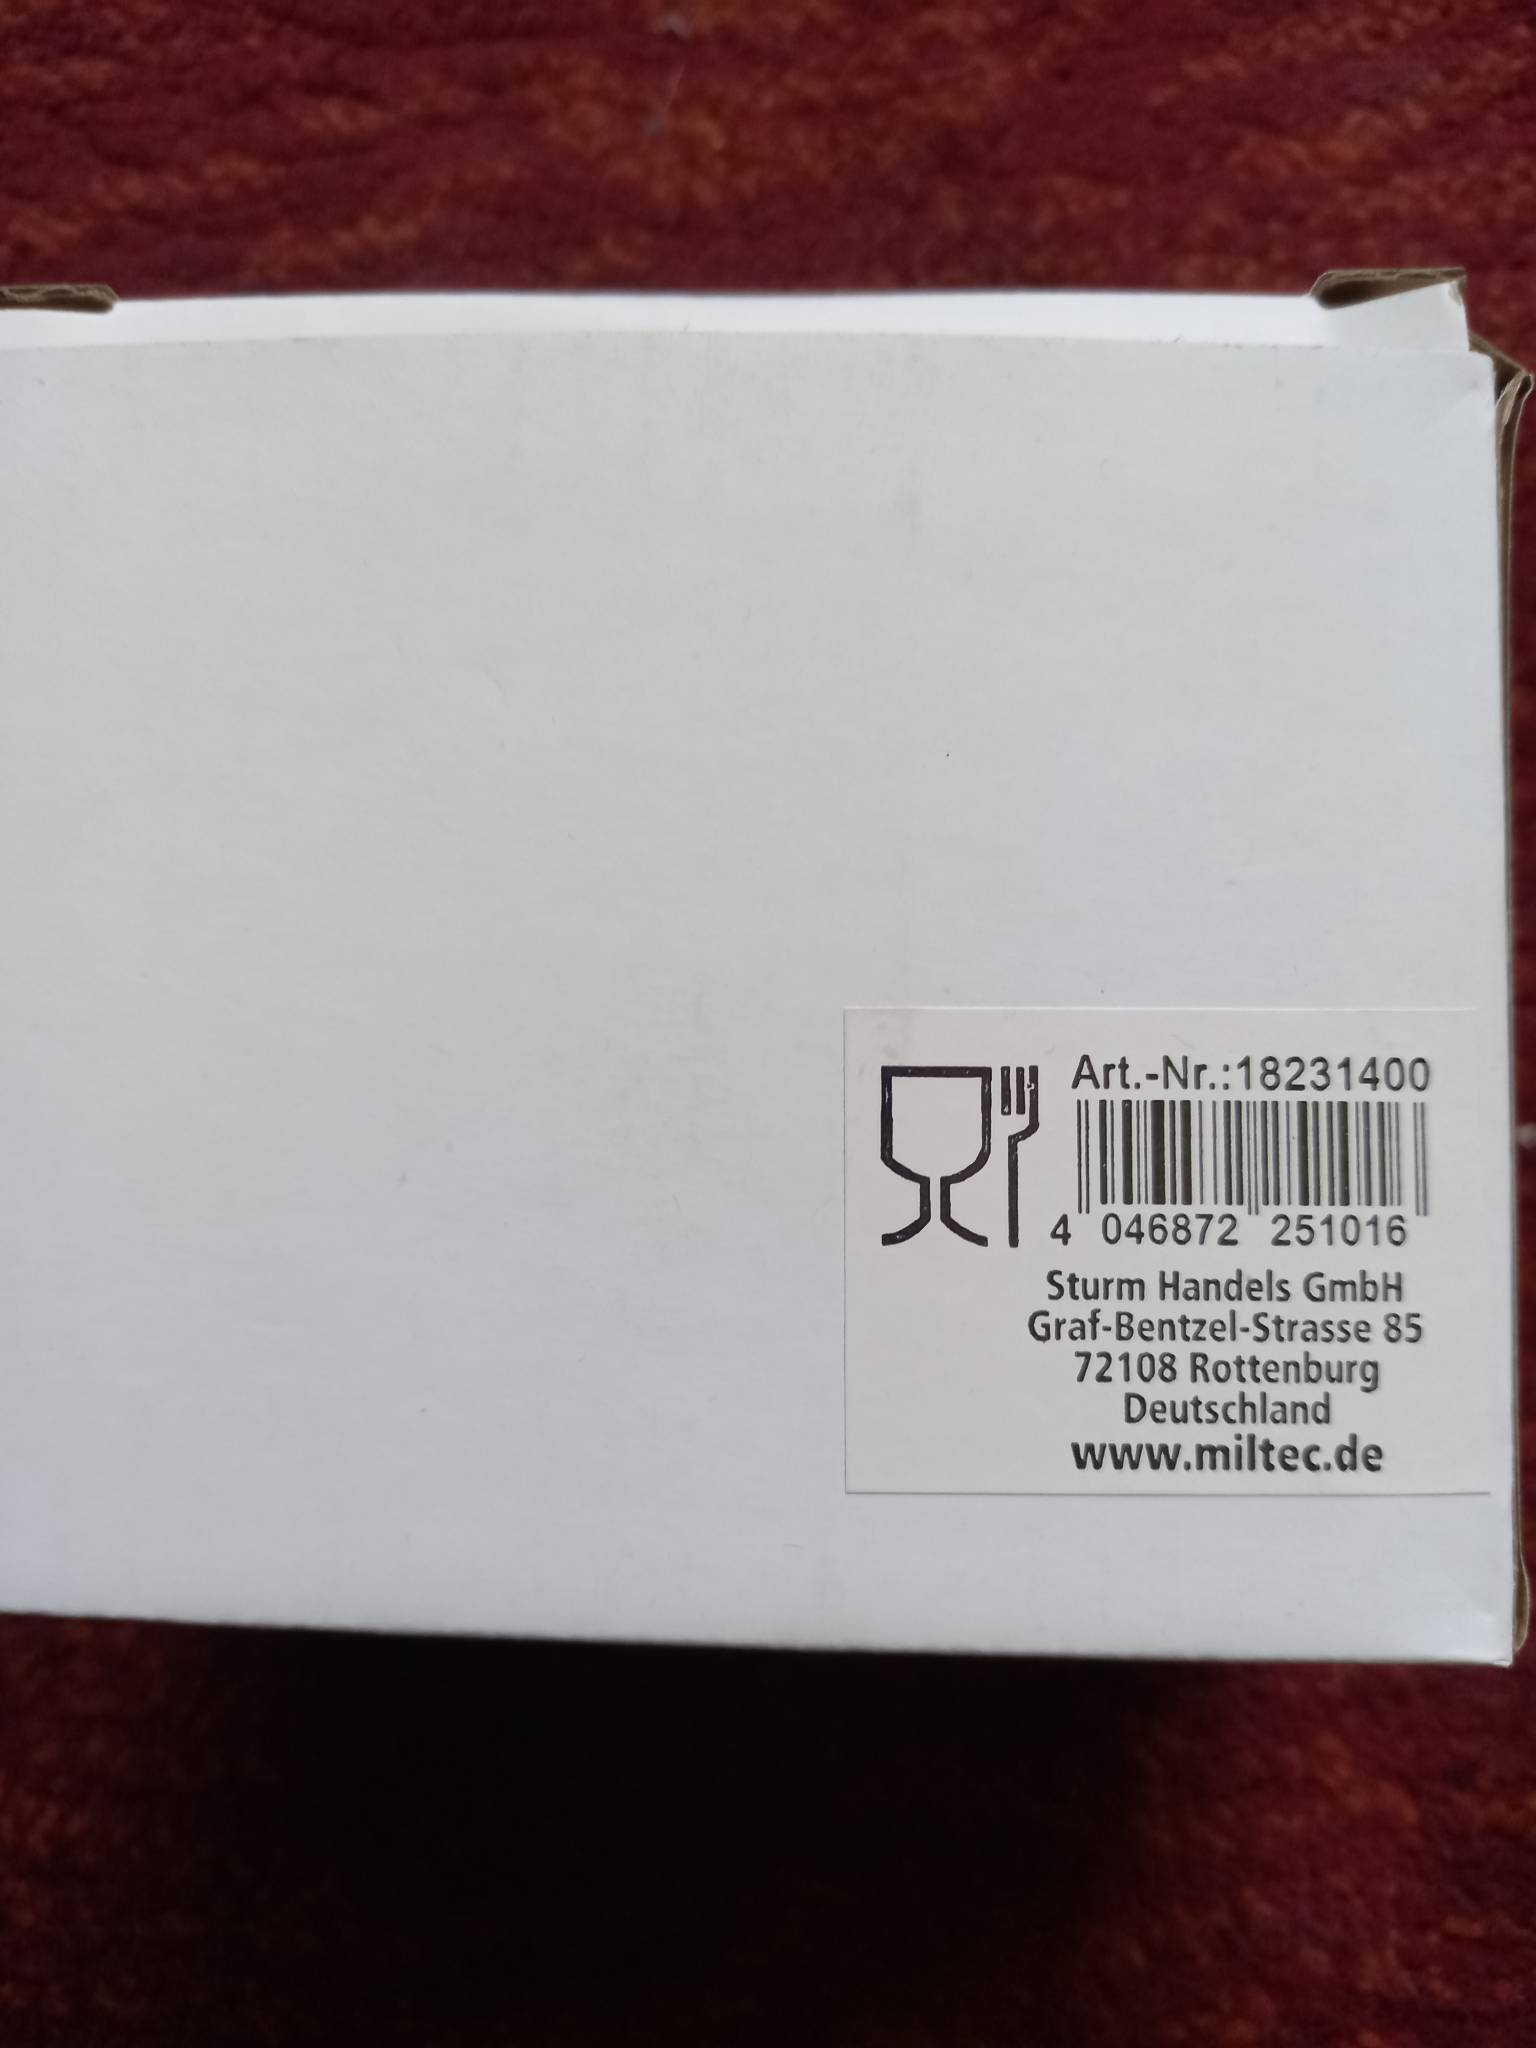 Art.-Nr.:18231400
4 046872 251016
Sturm Handels GmbH
Graf-Bentzel-Strasse 85
72108 Rottenburg
Deutschland
www.miltec.de